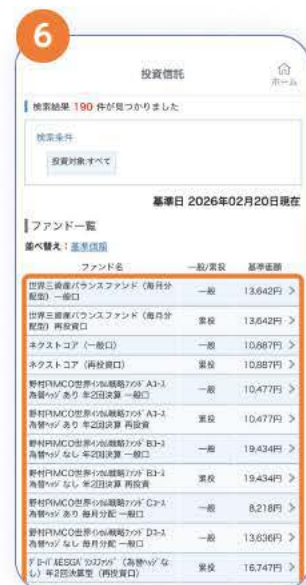 6
投資信託
ホーム
検索結果 190 件が見つかりました
検索条件
投資対象:すべて
基準日 2026年02月20日現在
ファンド一覧
並べ替え：基準価額
ファンド名 一般/累投 基準価額
世界三資産バランスファンド（毎月分
配型）一般口 一般 13,642円
世界三資産バランスファンド（毎月分
配型）再投資口 累投 13,642円
ネクストコア（一般口） 一般 10,887円
ネクストコア（再投資口） 累投 10,887円
野村PIMCO世界ｲﾝｶﾑ戦略ﾌｧﾝﾄﾞ Aｺｰｽ
為替ﾍｯｼﾞ あり 年2回決算 一般口 一般 10,477円
野村PIMCO世界ｲﾝｶﾑ戦略ﾌｧﾝﾄﾞ Aｺｰｽ
為替ﾍｯｼﾞ あり 年2回決算 再投資 累投 10,477円
野村PIMCO世界ｲﾝｶﾑ戦略ﾌｧﾝﾄﾞ Bｺｰｽ
為替ﾍｯｼﾞ なし 年2回決算 一般口 一般 19,434円
野村PIMCO世界ｲﾝｶﾑ戦略ﾌｧﾝﾄﾞ Bｺｰｽ
為替ﾍｯｼﾞ なし 年2回決算 再投資 累投 19,434円
野村PIMCO世界ｲﾝｶﾑ戦略ﾌｧﾝﾄﾞ Cｺｰｽ
為替ﾍｯｼﾞ あり 毎月分配 一般口 一般 8,218円
野村PIMCO世界ｲﾝｶﾑ戦略ﾌｧﾝﾄﾞ Dｺｰｽ
為替ﾍｯｼﾞ なし 毎月分配 一般口 一般 13,636円
（為替ﾍｯｼﾞな
し）年2回決算型（再投資口） 累投 16,747円